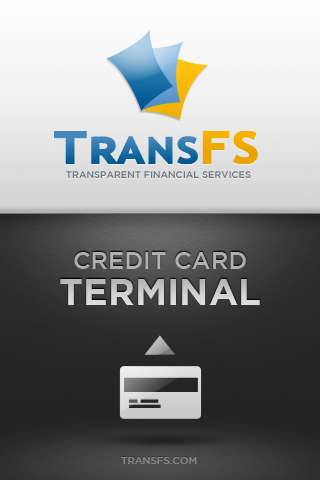 TRANSFS
TRANSPARENT FINANCIAL SERVICES
CREDIT CARD
TERMINAL
TRANSFS.COM